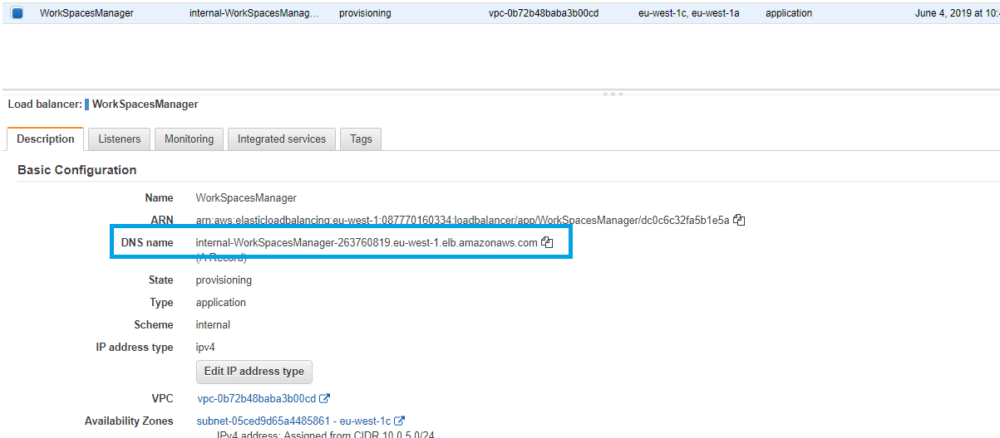 WorkSpacesManager internal-WorkSpacesManag... provisioning vpc-0b72b48baba3b00cd eu-west-1c, eu-west-1a application June 4, 2019 at 10:
Load balancer: WorkSpacesManager
Description Listeners Monitoring Integrated services Tags
Basic Configuration
Name WorkSpacesManager
ARN arn:aws:elasticloadbalancing:eu-west-1:087770160334:loadbalancer/app/WorkSpacesManager/dc0c6c32fa5b1e5a
DNS name internal-WorkSpacesManager-263760819.eu-west-1.elb.amazonaws.com
(A Record)
State provisioning
Type application
Scheme internal
IP address type ipv4
Edit IP address type
VPC vpc-0b72b48baba3b00cd
Availability Zones subnet-05ced9d65a4485861 - eu-west-1c
IPv4 address: Assigned from CIDR 10.0.5.0/24